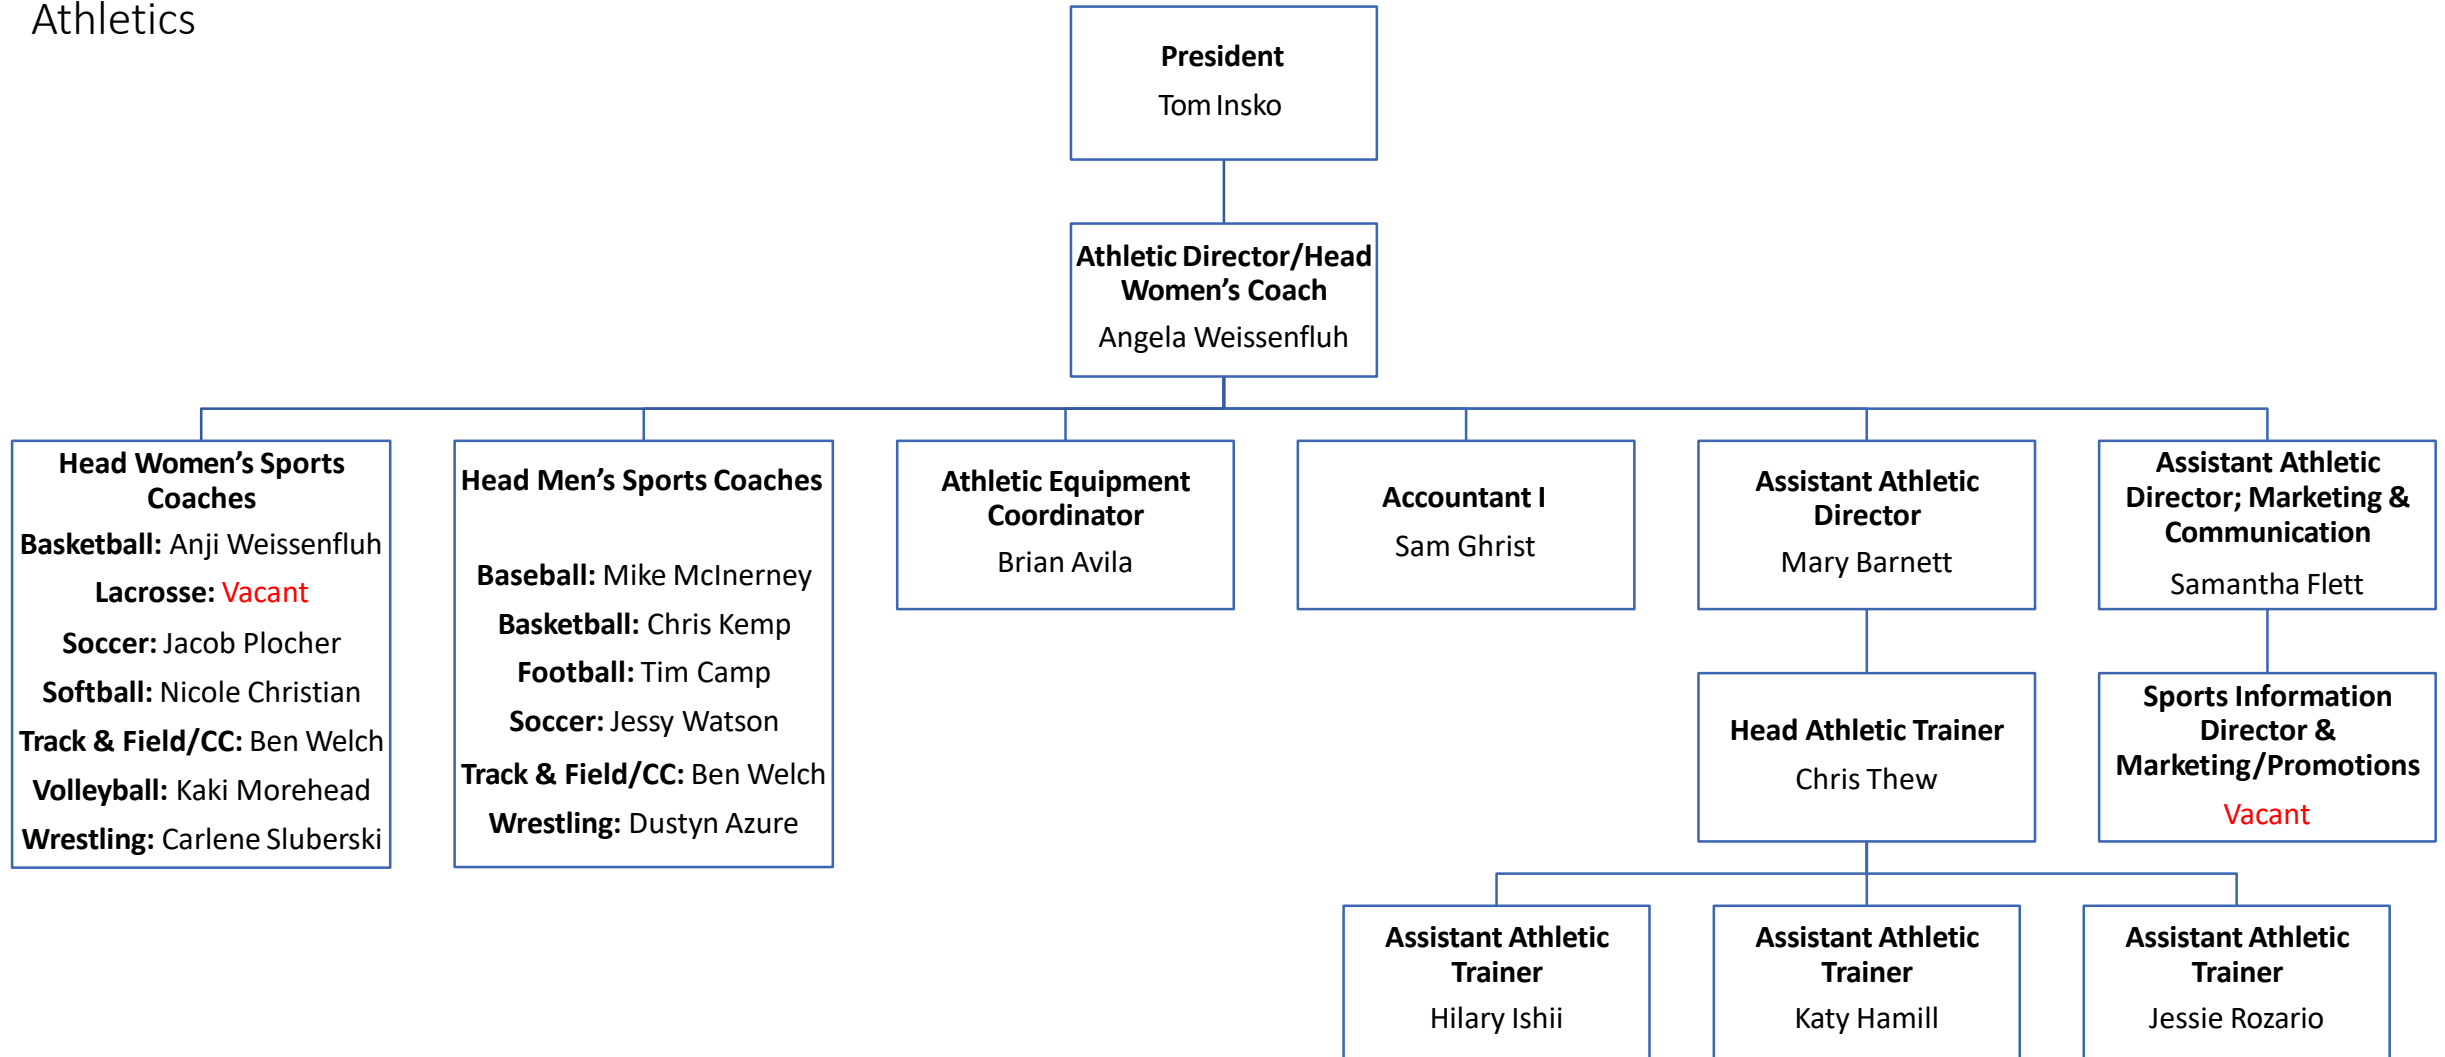 Athletics
President
Tom Insko
Athletic Director/Head
Women’s Coach
Angela Weissenfluh
Head Women’s Sports
Coaches
Basketball: Anji Weissenfluh
Lacrosse: Vacant
Soccer: Jacob Plocher
Softball: Nicole Christian
Track & Field/CC: Ben Welch
Volleyball: Kaki Morehead
Wrestling: Carlene Sluberski
Head Men’s Sports Coaches
Baseball: Mike McInerney
Basketball: Chris Kemp
Football: Tim Camp
Soccer: Jessy Watson
Track & Field/CC: Ben Welch
Wrestling: Dustyn Azure
Athletic Equipment
Coordinator
Brian Avila
Accountant I
Sam Ghrist
Assistant Athletic
Director
Mary Barnett
Assistant Athletic
Director; Marketing &
Communication
Samantha Flett
Head Athletic Trainer
Chris Thew
Sports Information
Director &
Marketing/Promotions
Vacant
Assistant Athletic
Trainer
Hilary Ishii
Assistant Athletic
Trainer
Katy Hamill
Assistant Athletic
Trainer
Jessie Rozario